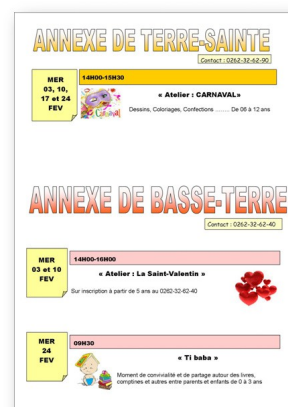 ANNEXE DE TERRE-SAINTE
Contact : 0262-32-62-90
MER
03, 10,
17 et 24
FEV
14H00-15H30
« Atelier : CARNAVAL»
Carnaval
Dessins, Coloriages, Confections ……... De 06 à 12 ans
ANNEXE DE BASSE-TERRE
Contact : 0262-32-62-40
MER
03 et 10
FEV
14H00-16H00
« Atelier : La Saint-Valentin »
Sur inscription à partir de 5 ans au 0262-32-62-40
MER
24
FEV
09H30
« Ti baba »
Moment de convivialité et de partage autour des livres,
comptines et autres entre parents et enfants de 0 à 3 ans